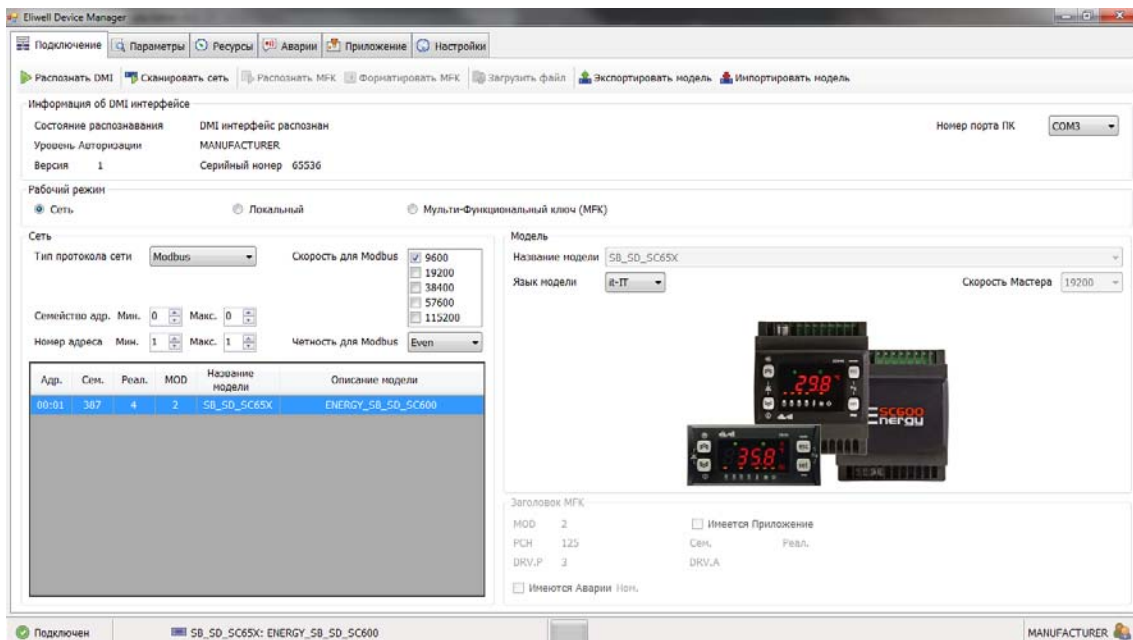 Eliwell Device Manager
Подключение Параметры Ресурсы Аварии Приложение Настройки
Распознать DMI Сканировать сеть Распознать MFK Форматировать MFK Загрузить файл Экспортировать модель Импортировать модель
Информация об DMI интерфейсе
Состояние распознавания DMI интерфейс распознан Номер порта ПК COM3
Уровень Авторизации MANUFACTURER
Версия 1 Серийный номер 65536
Рабочий режим
Сеть Локальный Мульти-Функциональный ключ (MFK)
Сеть
Тип протокола сети Modbus Скорость для Modbus 9600
19200
38400
57600
115200
Семейство адр. Мин. 0 Макс. 0
Номер адреса Мин. 1 Макс. 1 Четность для Modbus Even
Адр. Сем. Реал. MOD Название модели Описание модели
00:01 387 4 2 SB_SD_SC65X ENERGY_SB_SD_SC600
Модель
Название модели SB_SD_SC65X
Язык модели it-IT Скорость Мастера 19200
298
SC600
Energy
358
esc
set
Заголовок MFK
MOD 2 Имеется Приложение
PCH 125 Сем. Реал.
DRV.P 3 DRV.A
Имеются Аварии Ном.
Подключен SB_SD_SC65X: ENERGY_SB_SD_SC600 MANUFACTURER